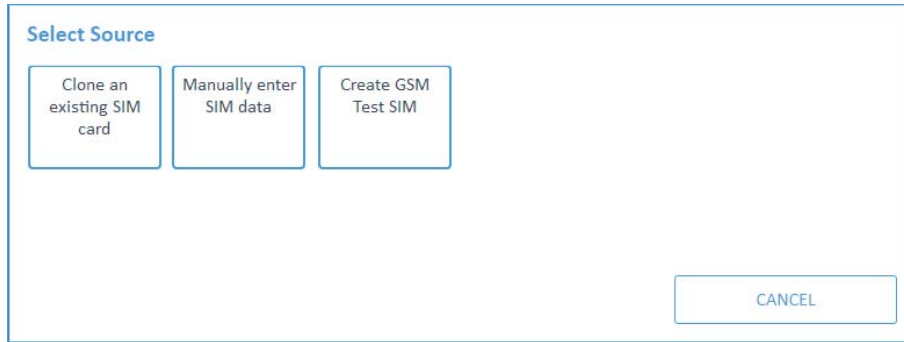 Select Source
Clone an
existing SIM
card
Manually enter
SIM data
Create GSM
Test SIM
CANCEL